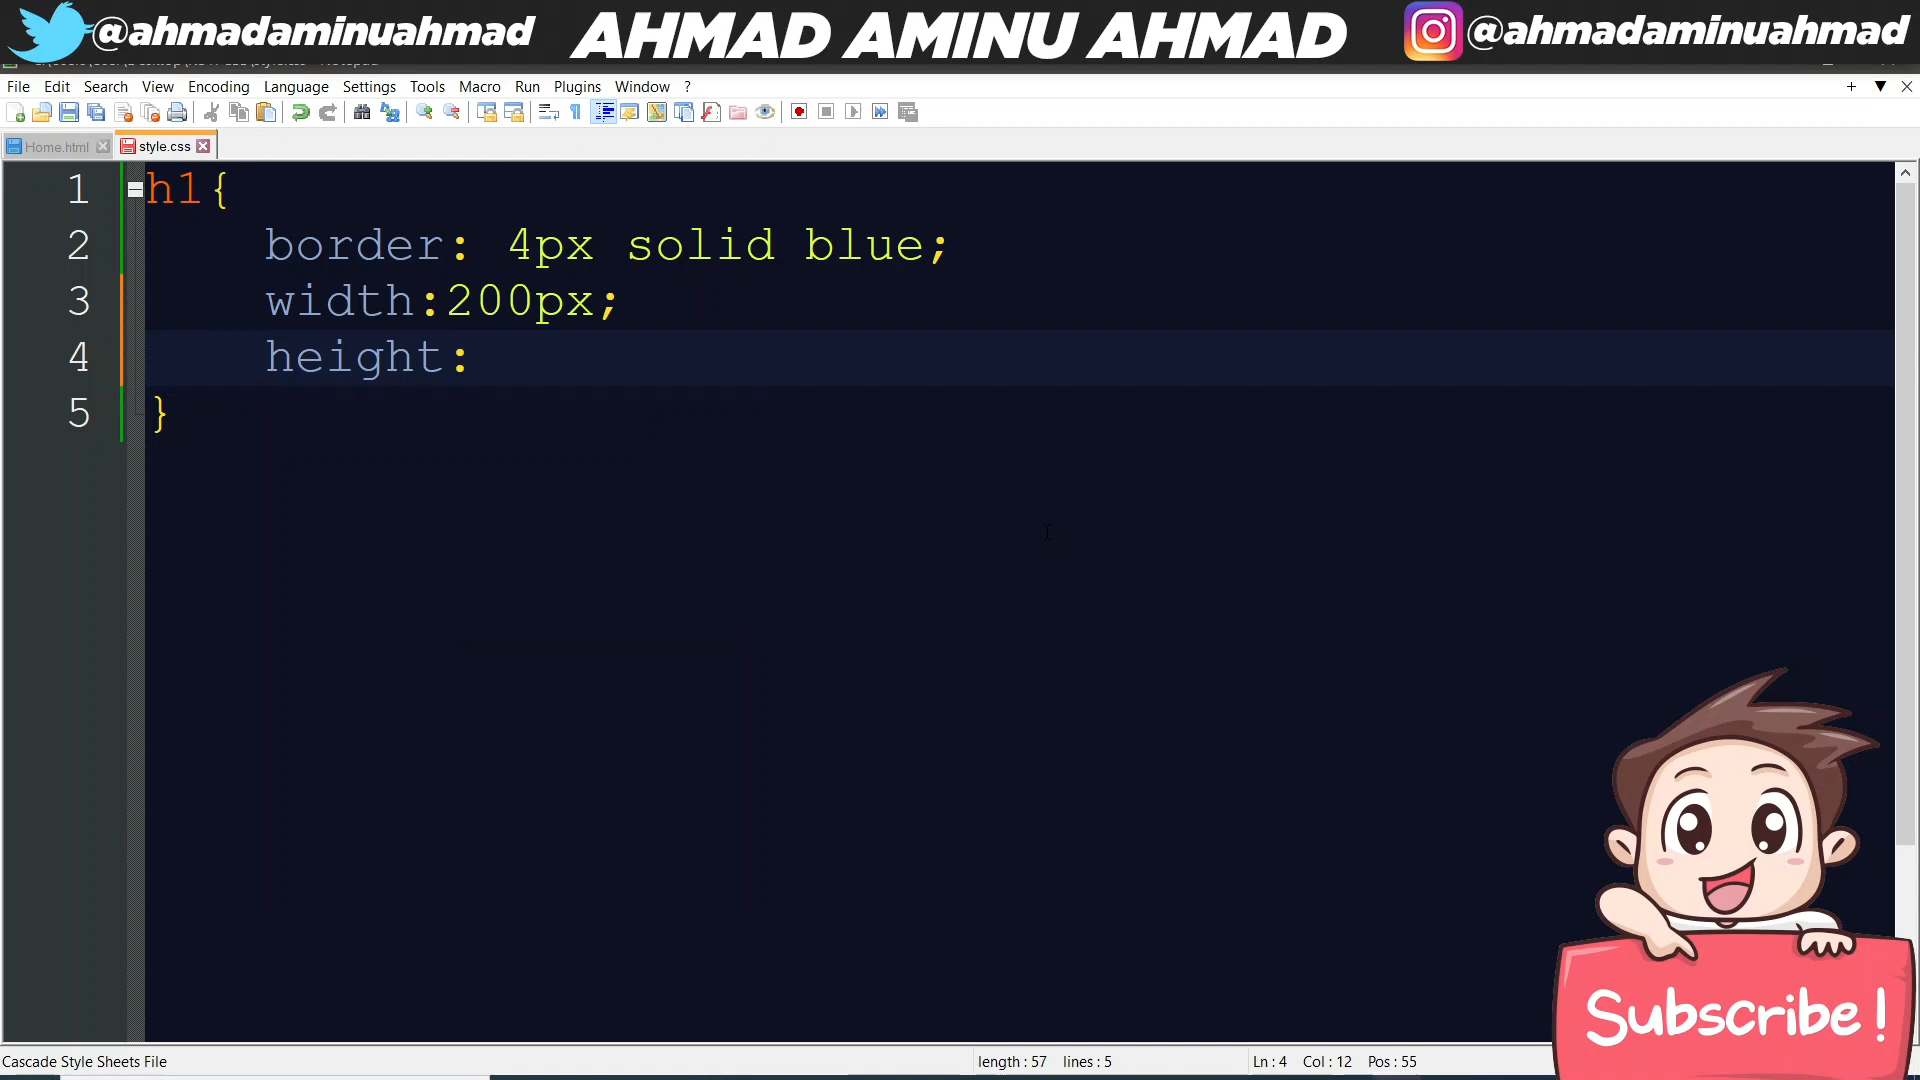 @ahmadaminuahmad
AHMAD AMINU AHMAD
@ahmadaminuahmad
File Edit Search View Encoding Language Settings Tools Macro Run Plugins Window ?
Home.html
style.css
1 h1{
2 border: 4px solid blue;
3 width:200px;
4 height:
5 }
Subscribe!
Cascade Style Sheets File
length : 57 lines : 5
Ln : 4 Col : 12 Pos : 55